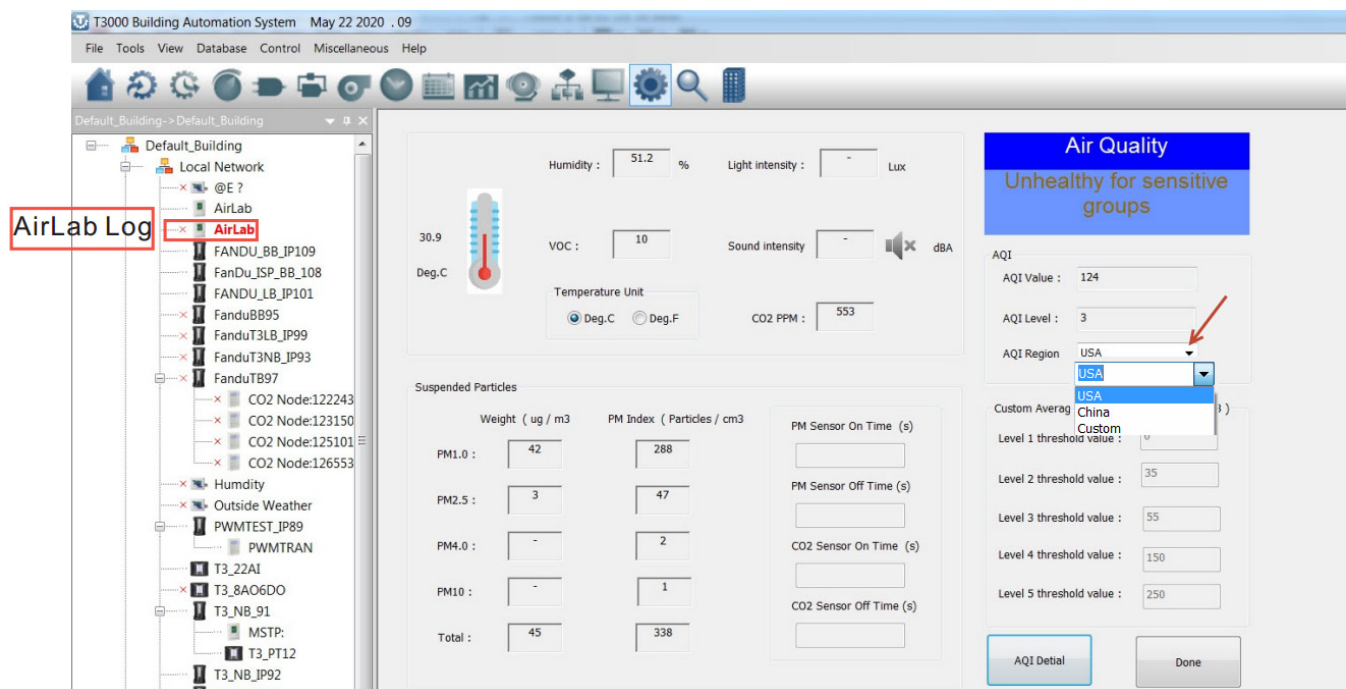 T3000 Building Automation System May 22 2020 . 09
File Tools View Database Control Miscellaneous Help
Default_Building->Default_Building
Default_Building
Local Network
@E ?
AirLab
AirLab Log
AirLab
FANDU_BB_IP109
FanDu_ISP_BB_108
FANDU_LB_IP101
FanduBB95
FanduT3LB_IP99
FanduT3NB_IP93
FanduTB97
CO2 Node:122243
CO2 Node:123150
CO2 Node:125101
CO2 Node:126553
Humdity
Outside Weather
PWMTEST_IP89
PWMTRAN
T3_22AI
T3_8AO6DO
T3_NB_91
MSTP:
T3_PT12
T3_NB_IP92
Humidity : 51.2 %
Light intensity : - Lux
30.9
Deg.C
VOC : 10
Sound intensity - dBA
Temperature Unit
Deg.C Deg.F
CO2 PPM : 553
Suspended Particles
Weight ( ug / m3 PM Index ( Particles / cm3
PM1.0 : 42 288
PM2.5 : 3 47
PM4.0 : - 2
PM10 : - 1
Total : 45 338
PM Sensor On Time (s)
PM Sensor Off Time (s)
CO2 Sensor On Time (s)
CO2 Sensor Off Time (s)
Air Quality
Unhealthy for sensitive
groups
AQI
AQI Value : 124
AQI Level : 3
AQI Region USA
USA
USA
China
Custom
Custom Averag 3 )
Level 1 threshold value : 0
Level 2 threshold value : 35
Level 3 threshold value : 55
Level 4 threshold value : 150
Level 5 threshold value : 250
AQI Detial
Done